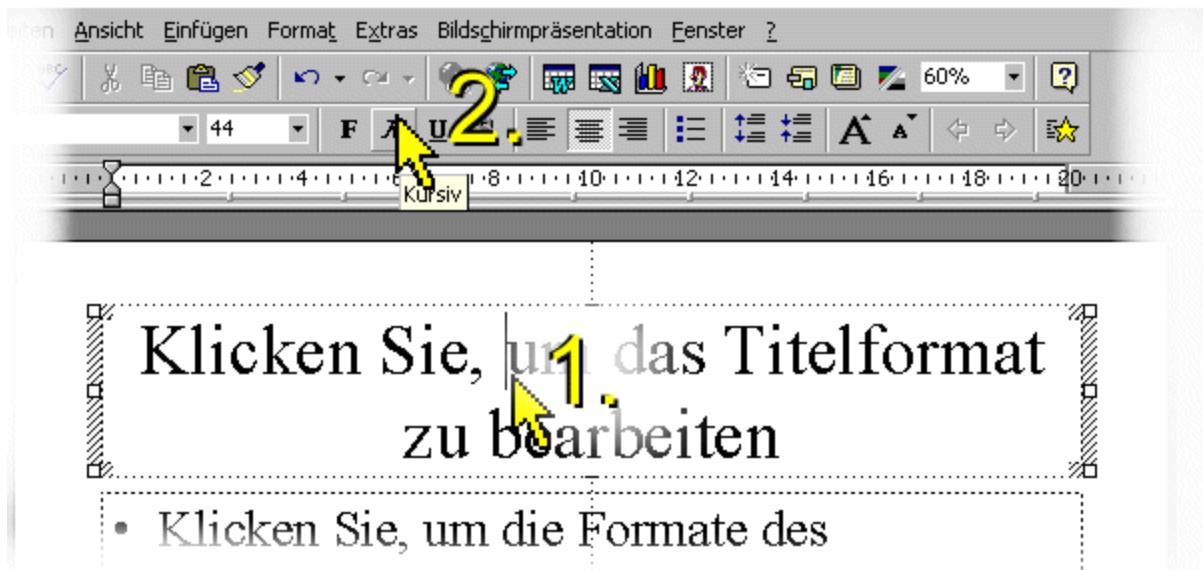 Ansicht Einfügen Format Extras Bildschirmpräsentation Fenster ?
60%
44 F U
2.
2 4 6 8 10 12 14 16 18 20
Kursiv
Klicken Sie, um das Titelformat
1.
zu bearbeiten
• Klicken Sie, um die Formate des